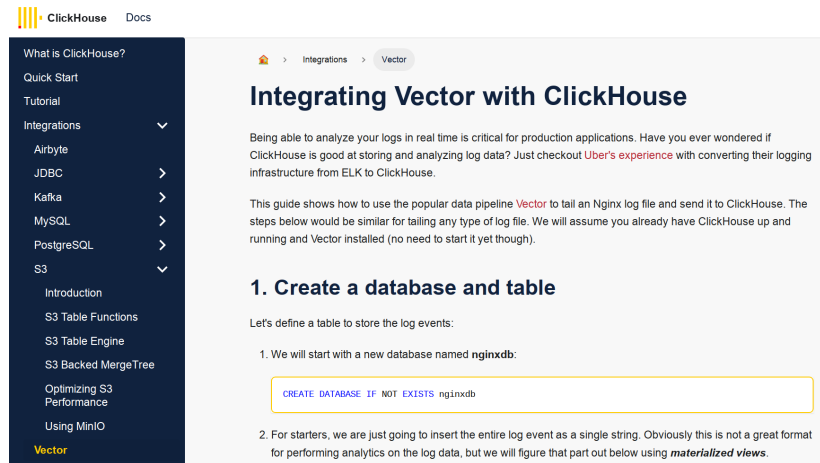 ClickHouse Docs
What is ClickHouse?
Quick Start
Tutorial
Integrations
Airbyte
JDBC
Kafka
MySQL
PostgreSQL
S3
Introduction
S3 Table Functions
S3 Table Engine
S3 Backed MergeTree
Optimizing S3
Performance
Using MinIO
Vector
Integrations
Vector
Integrating Vector with ClickHouse
Being able to analyze your logs in real time is critical for production applications. Have you ever wondered if
ClickHouse is good at storing and analyzing log data? Just checkout Uber's experience with converting their logging
infrastructure from ELK to ClickHouse.
This guide shows how to use the popular data pipeline Vector to tail an Nginx log file and send it to ClickHouse. The
steps below would be similar for tailing any type of log file. We will assume you already have ClickHouse up and
running and Vector installed (no need to start it yet though).
1. Create a database and table
Let's define a table to store the log events:
1. We will start with a new database named nginxdb:
CREATE DATABASE IF NOT EXISTS nginxdb
2. For starters, we are just going to insert the entire log event as a single string. Obviously this is not a great format
for performing analytics on the log data, but we will figure that part out below using materialized views.